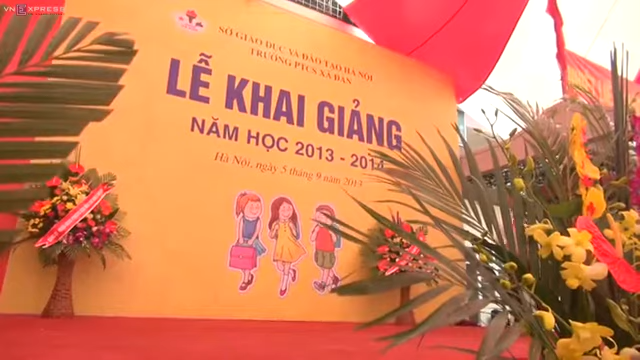 VNEXPRESS
SỞ GIÁO DỤC VÀ ĐÀO TẠO HÀ NỘI
TRƯỜNG PTCS XÃ ĐÀN
LỄ KHAI GIẢNG
NĂM HỌC 2013 - 2014
Hà Nội, ngày 5 tháng 9 năm 2013